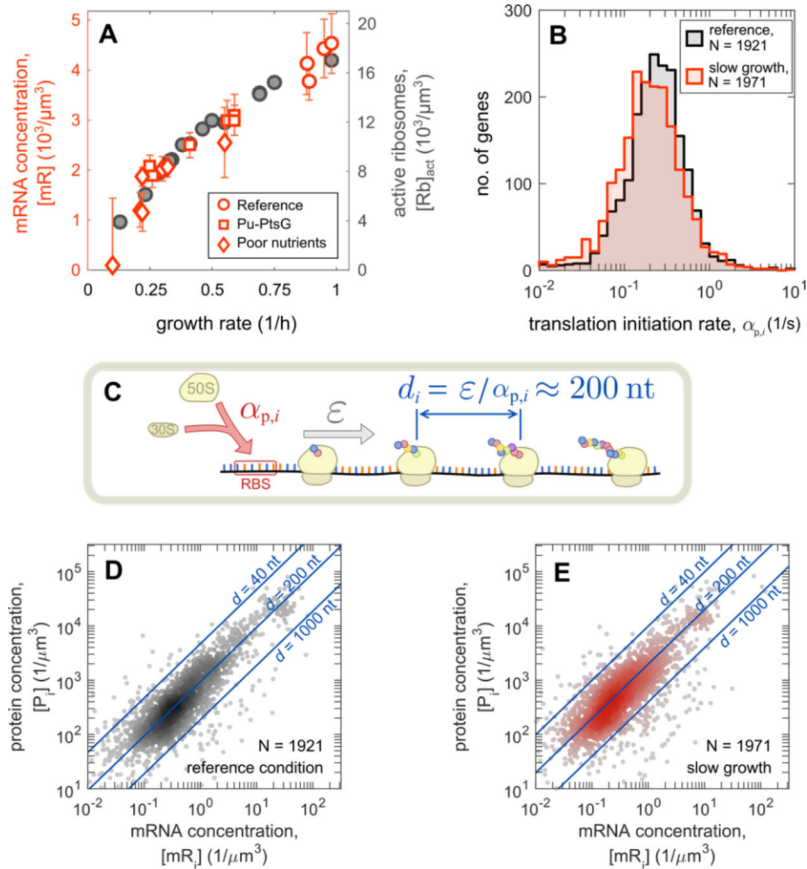 A
mRNA concentration,
[mR] (10³/μm³)
5
4
3
2
1
0
20
16
12
8
4
0
active ribosomes,
[Rb]act (10³/μm³)
Reference
Pu-PtsG
Poor nutrients
0
0.25
0.5
0.75
1
growth rate (1/h)
B
no. of genes
300
200
100
0
reference,
N = 1921
slow growth,
N = 1971
10⁻²
10⁻¹
10⁰
10¹
translation initiation rate, αp,i (1/s)
C
50S
30S
αp,i
ε
di = ε/αp,i ≈ 200 nt
RBS
D
protein concentration,
[Pi] (1/μm³)
10⁵
10⁴
10³
10²
10¹
d = 40 nt
d = 200 nt
d = 1000 nt
N = 1921
reference condition
10⁻²
10⁻¹
10⁰
10¹
10²
mRNA concentration,
[mRi] (1/μm³)
E
protein concentration,
[Pi] (1/μm³)
10⁵
10⁴
10³
10²
10¹
d = 40 nt
d = 200 nt
d = 1000 nt
N = 1971
slow growth
10⁻²
10⁻¹
10⁰
10¹
10²
mRNA concentration,
[mRi] (1/μm³)